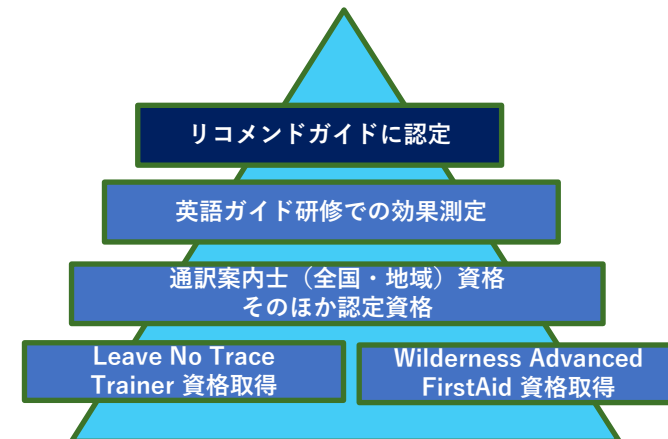 リコメンドガイドに認定
英語ガイド研修での効果測定
通訳案内士（全国・地域）資格
そのほか認定資格
Leave No Trace
Trainer 資格取得
Wilderness Advanced
FirstAid 資格取得